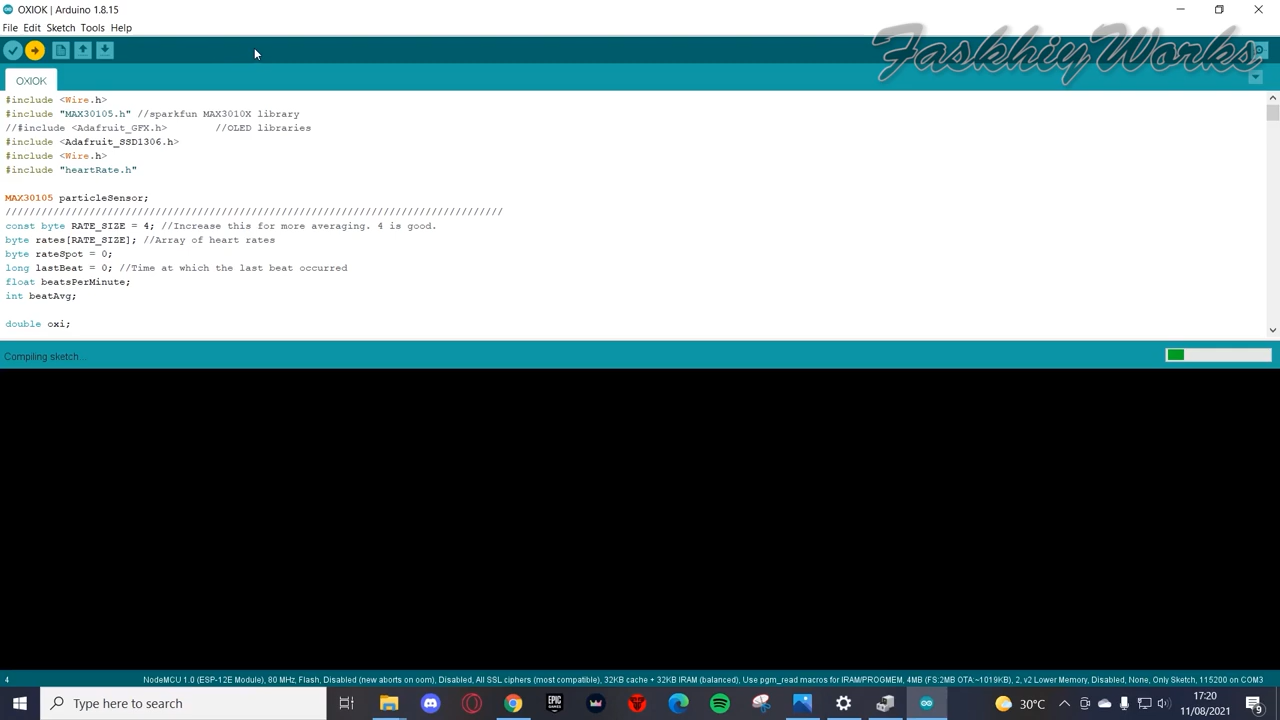 OXIOK | Arduino 1.8.15
File Edit Sketch Tools Help
FaskhiyWorks
OXIOK
#include <Wire.h>
#include "MAX30105.h" //sparkfun MAX3010X library
//#include <Adafruit_GFX.h>        //OLED libraries
#include <Adafruit_SSD1306.h>
#include <Wire.h>
#include "heartRate.h"
MAX30105 particleSensor;
///////////////////////////////////////////////////////////////////////////////////
const byte RATE_SIZE = 4; //Increase this for more averaging. 4 is good.
byte rates[RATE_SIZE]; //Array of heart rates
byte rateSpot = 0;
long lastBeat = 0; //Time at which the last beat occurred
float beatsPerMinute;
int beatAvg;
double oxi;
Compiling sketch...
4
NodeMCU 1.0 (ESP-12E Module), 80 MHz, Flash, Disabled (new aborts on oom), Disabled, All SSL ciphers (most compatible), 32KB cache + 32KB IRAM (balanced), Use pgm_read macros for IRAM/PROGMEM, 4MB (FS:2MB OTA:~1019KB), 2, v2 Lower Memory, Disabled, None, Only Sketch, 115200 on COM3
Type here to search
EPIC GAMES
30°C
17:20
11/08/2021
9